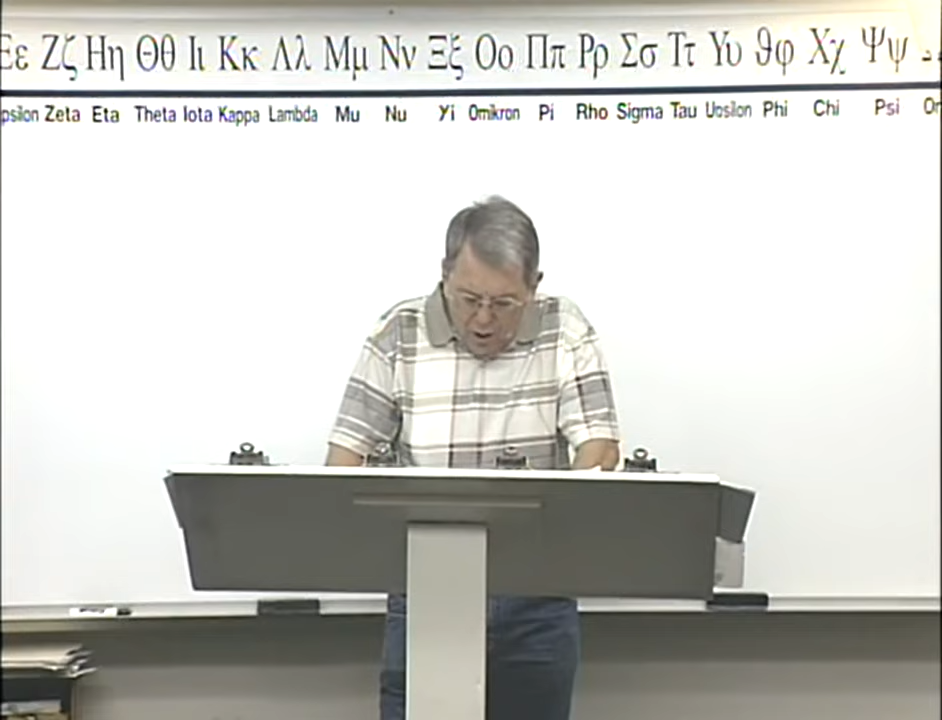 Εε Ζζ Ηη Θθ Ιι Κκ Λλ Μμ Νν Ξξ Οο Ππ Ρρ Σσ Ττ Υυ ϑφ Χχ Ψψ
psilon Zeta Eta Theta Iota Kappa Lambda Mu Nu Yi Omikron Pi Rho Sigma Tau Uosilon Phi Chi Psi